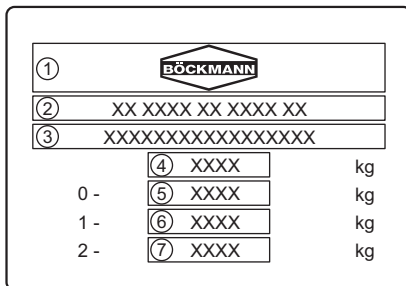 ① BÖCKMANN
② XX XXXX XX XXXX XX
③ XXXXXXXXXXXXXXXXX
④ XXXX kg
0 - ⑤ XXXX kg
1 - ⑥ XXXX kg
2 - ⑦ XXXX kg